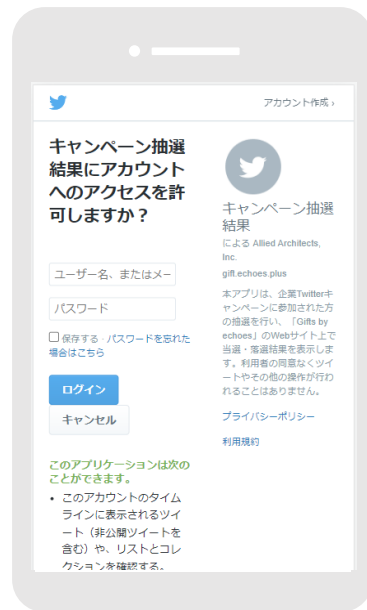 アカウント作成 ›
キャンペーン抽選
結果にアカウント
へのアクセスを許
可しますか？
ユーザー名、またはメー
パスワード
保存する · パスワードを忘れた
場合はこちら
ログイン
キャンセル
このアプリケーションは次の
ことができます。
• このアカウントのタイム
ラインに表示されるツイ
ート（非公開ツイートを
含む）や、リストとコレ
クションを確認する。
キャンペーン抽選
結果
による Allied Architects,
Inc.
gift.echoes.plus
本アプリは、企業Twitterキ
ャンペーンに参加された方
の抽選を行い、「Gifts by
echoes」のWebサイト上で
当選・落選結果を表示しま
す。利用者の同意なくツイ
ートやその他の操作が行わ
れることはありません。
プライバシーポリシー
利用規約